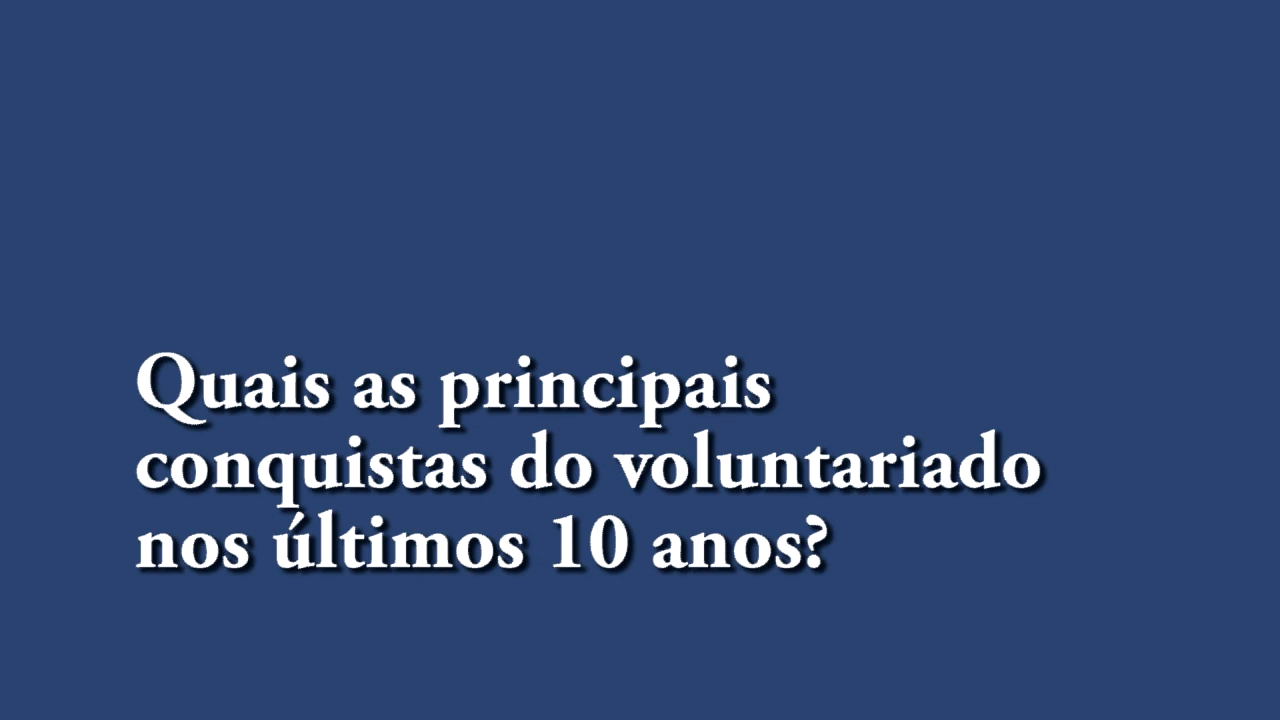 Quais as principais
conquistas do voluntariado
nos últimos 10 anos?